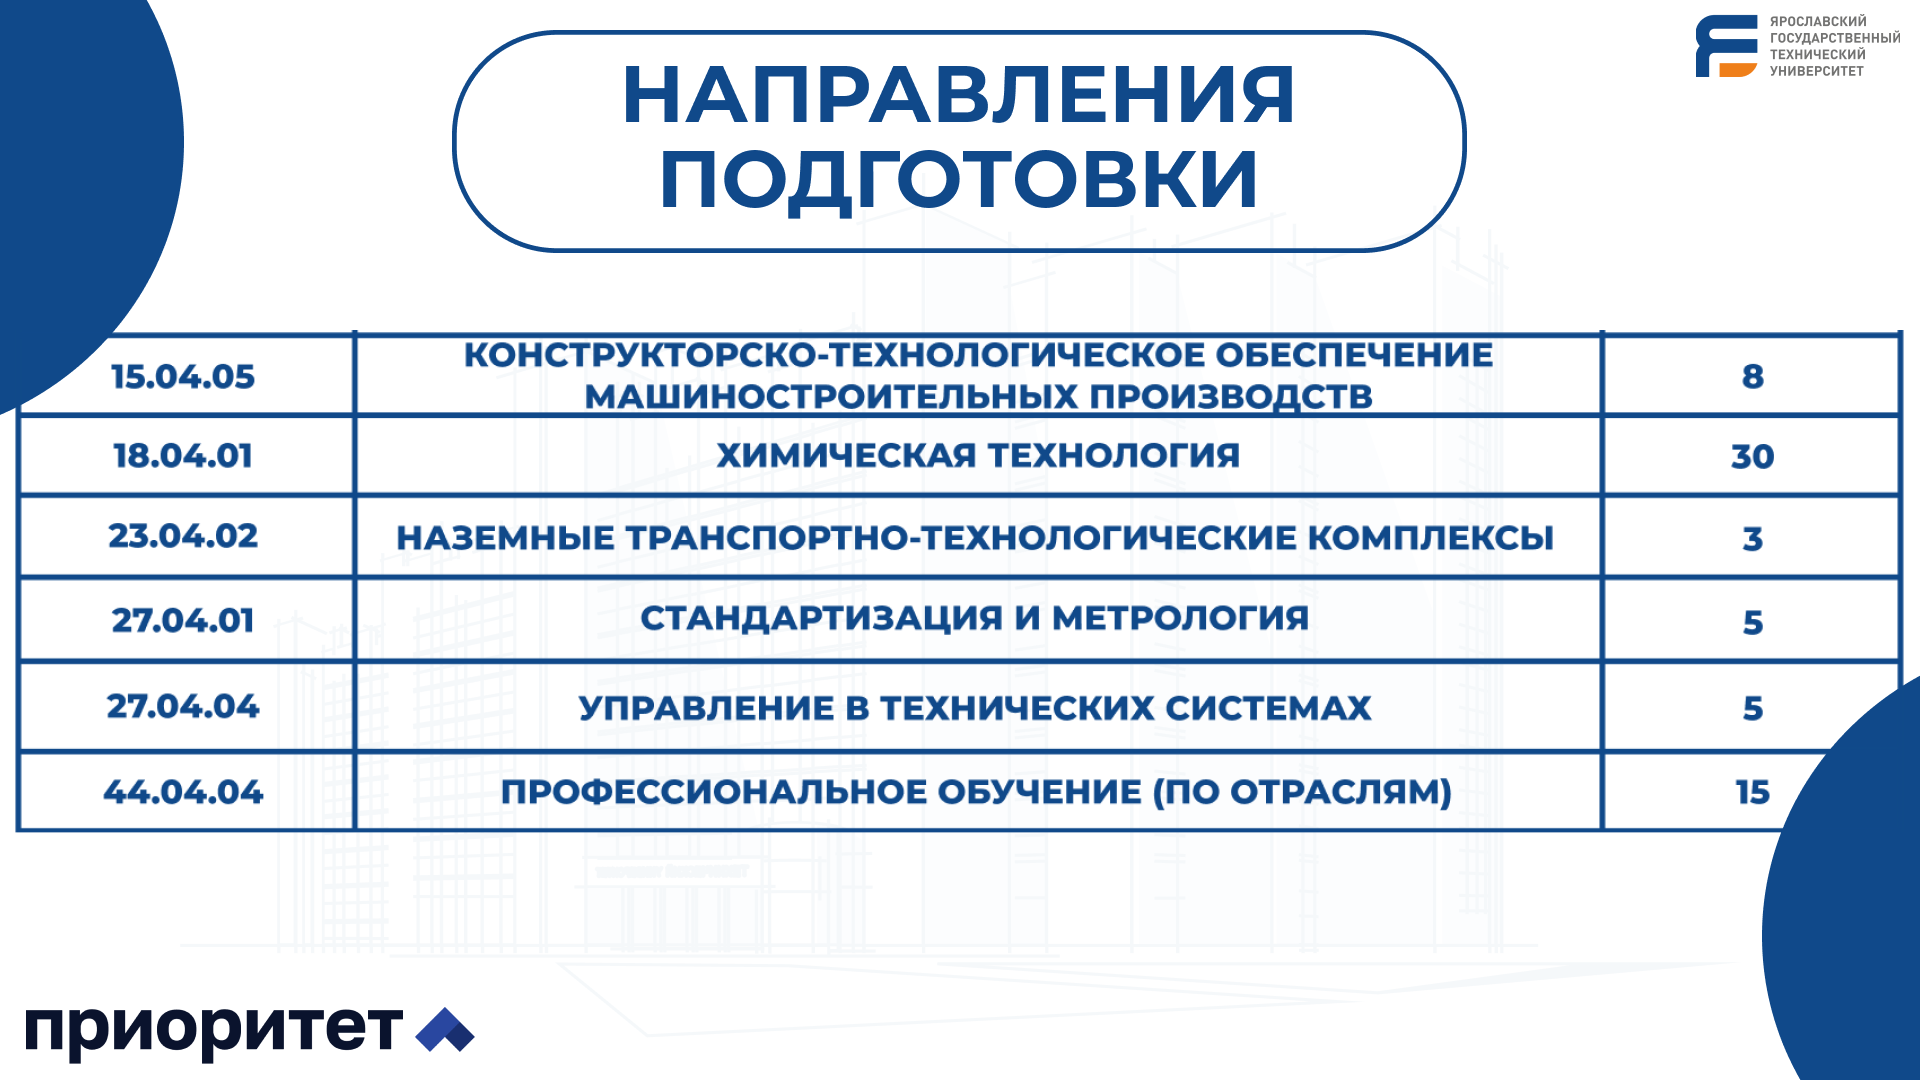 ЯРОСЛАВСКИЙ
ГОСУДАРСТВЕННЫЙ
ТЕХНИЧЕСКИЙ
УНИВЕРСИТЕТ
НАПРАВЛЕНИЯ
ПОДГОТОВКИ
15.04.05 КОНСТРУКТОРСКО-ТЕХНОЛОГИЧЕСКОЕ ОБЕСПЕЧЕНИЕ
МАШИНОСТРОИТЕЛЬНЫХ ПРОИЗВОДСТВ 8
18.04.01 ХИМИЧЕСКАЯ ТЕХНОЛОГИЯ 30
23.04.02 НАЗЕМНЫЕ ТРАНСПОРТНО-ТЕХНОЛОГИЧЕСКИЕ КОМПЛЕКСЫ 3
27.04.01 СТАНДАРТИЗАЦИЯ И МЕТРОЛОГИЯ 5
27.04.04 УПРАВЛЕНИЕ В ТЕХНИЧЕСКИХ СИСТЕМАХ 5
44.04.04 ПРОФЕССИОНАЛЬНОЕ ОБУЧЕНИЕ (ПО ОТРАСЛЯМ) 15
приоритет